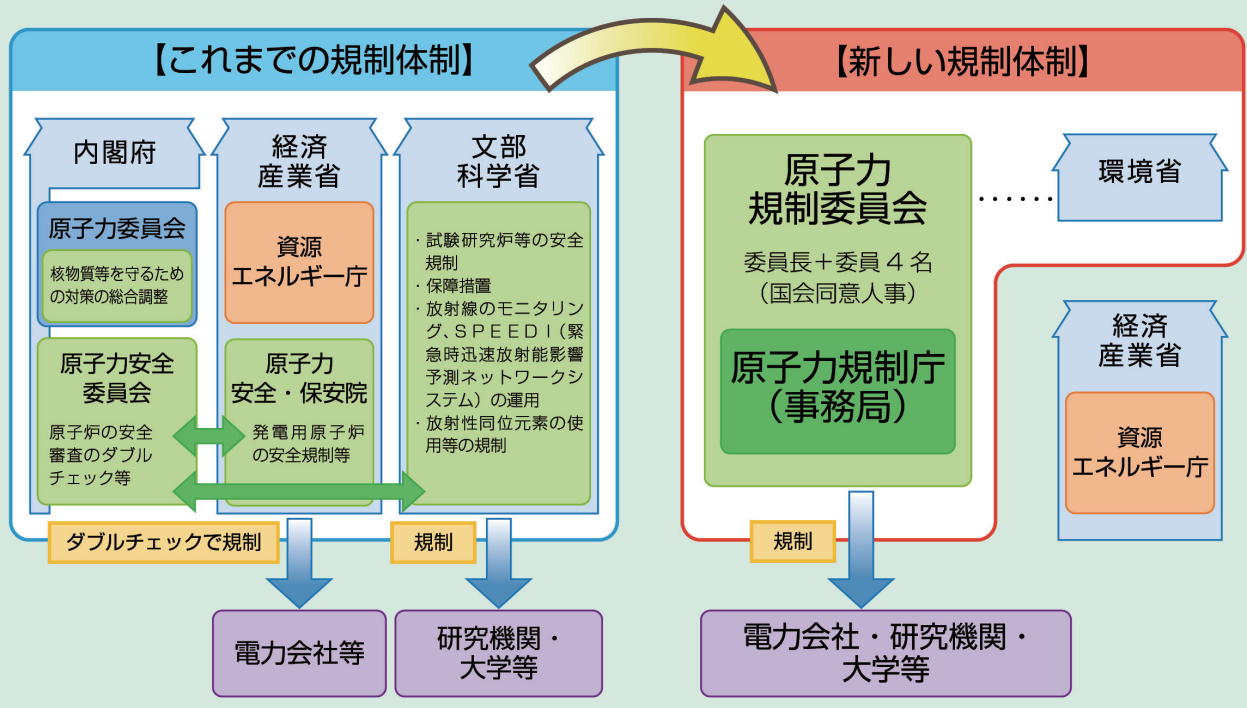 【これまでの規制体制】
内閣府
原子力委員会
核物質等を守るため
の対策の総合調整
原子力安全
委員会
原子炉の安全
審査のダブル
チェック等
経済
産業省
資源
エネルギー庁
原子力
安全・保安院
発電用原子炉
の安全規制等
文部
科学省
・試験研究炉等の安全
規制
・保障措置
・放射線のモニタリン
グ、ＳＰＥＥＤＩ（緊
急時迅速放射能影響
予測ネットワークシ
ステム）の運用
・放射性同位元素の使
用等の規制
ダブルチェックで規制
規制
電力会社等
研究機関・
大学等
【新しい規制体制】
原子力
規制委員会
委員長＋委員４名
（国会同意人事）
原子力規制庁
（事務局）
……
環境省
経済
産業省
資源
エネルギー庁
規制
電力会社・研究機関・
大学等